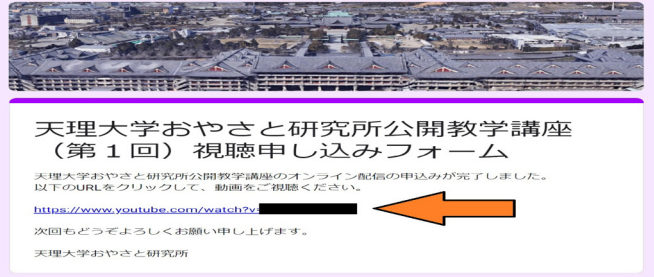 天理大学おやさと研究所公開教学講座
（第１回）視聴申し込みフォーム
天理大学おやさと研究所公開教学講座のオンライン配信の申込みが完了しました。
以下のURLをクリックして、動画をご視聴ください。
https://www.youtube.com/watch?v=
次回もどうぞよろしくお願い申し上げます。
天理大学おやさと研究所